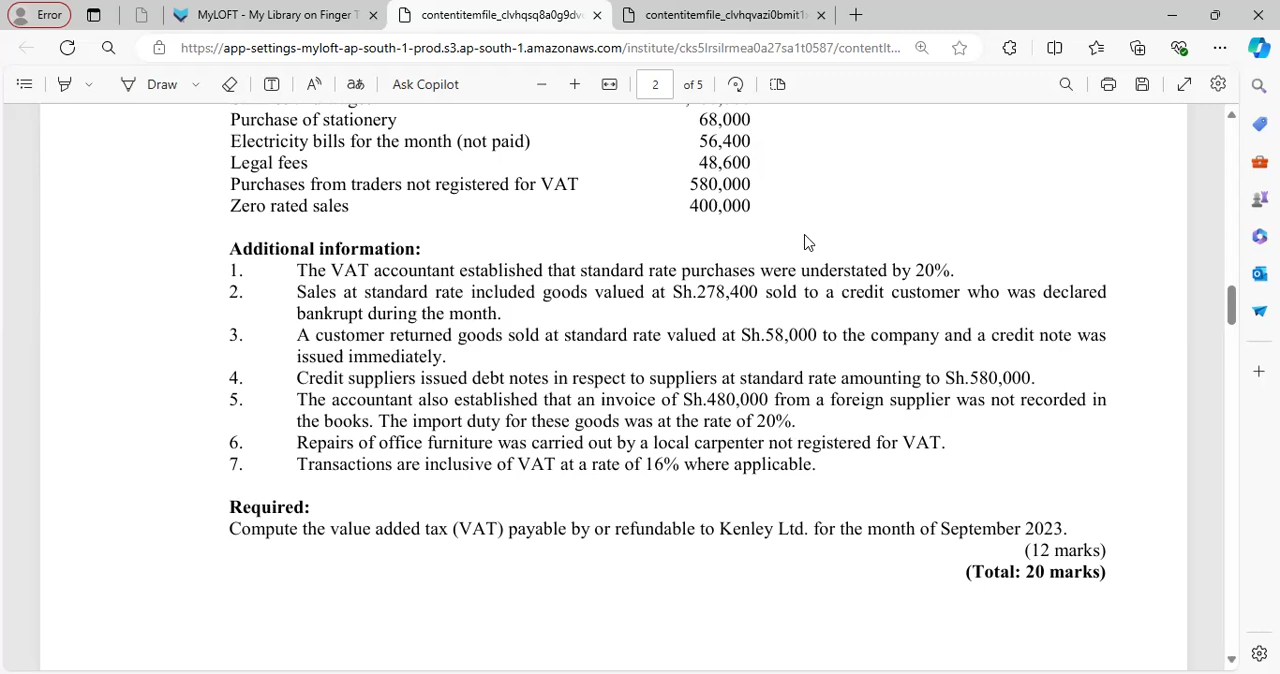 Error
MyLOFT - My Library on Finger T
contentitemfile_clvhqsq8a0g9dv
contentitemfile_clvhqvazi0bmit1
https://app-settings-myloft-ap-south-1-prod.s3.ap-south-1.amazonaws.com/institute/cks5lrsilrmea0a27sa1t0587/contentIt...
Draw
aあ
Ask Copilot
2 of 5
Purchase of stationery 68,000
Electricity bills for the month (not paid) 56,400
Legal fees 48,600
Purchases from traders not registered for VAT 580,000
Zero rated sales 400,000
Additional information:
1. The VAT accountant established that standard rate purchases were understated by 20%.
2. Sales at standard rate included goods valued at Sh.278,400 sold to a credit customer who was declared
bankrupt during the month.
3. A customer returned goods sold at standard rate valued at Sh.58,000 to the company and a credit note was
issued immediately.
4. Credit suppliers issued debt notes in respect to suppliers at standard rate amounting to Sh.580,000.
5. The accountant also established that an invoice of Sh.480,000 from a foreign supplier was not recorded in
the books. The import duty for these goods was at the rate of 20%.
6. Repairs of office furniture was carried out by a local carpenter not registered for VAT.
7. Transactions are inclusive of VAT at a rate of 16% where applicable.
Required:
Compute the value added tax (VAT) payable by or refundable to Kenley Ltd. for the month of September 2023.
(12 marks)
(Total: 20 marks)